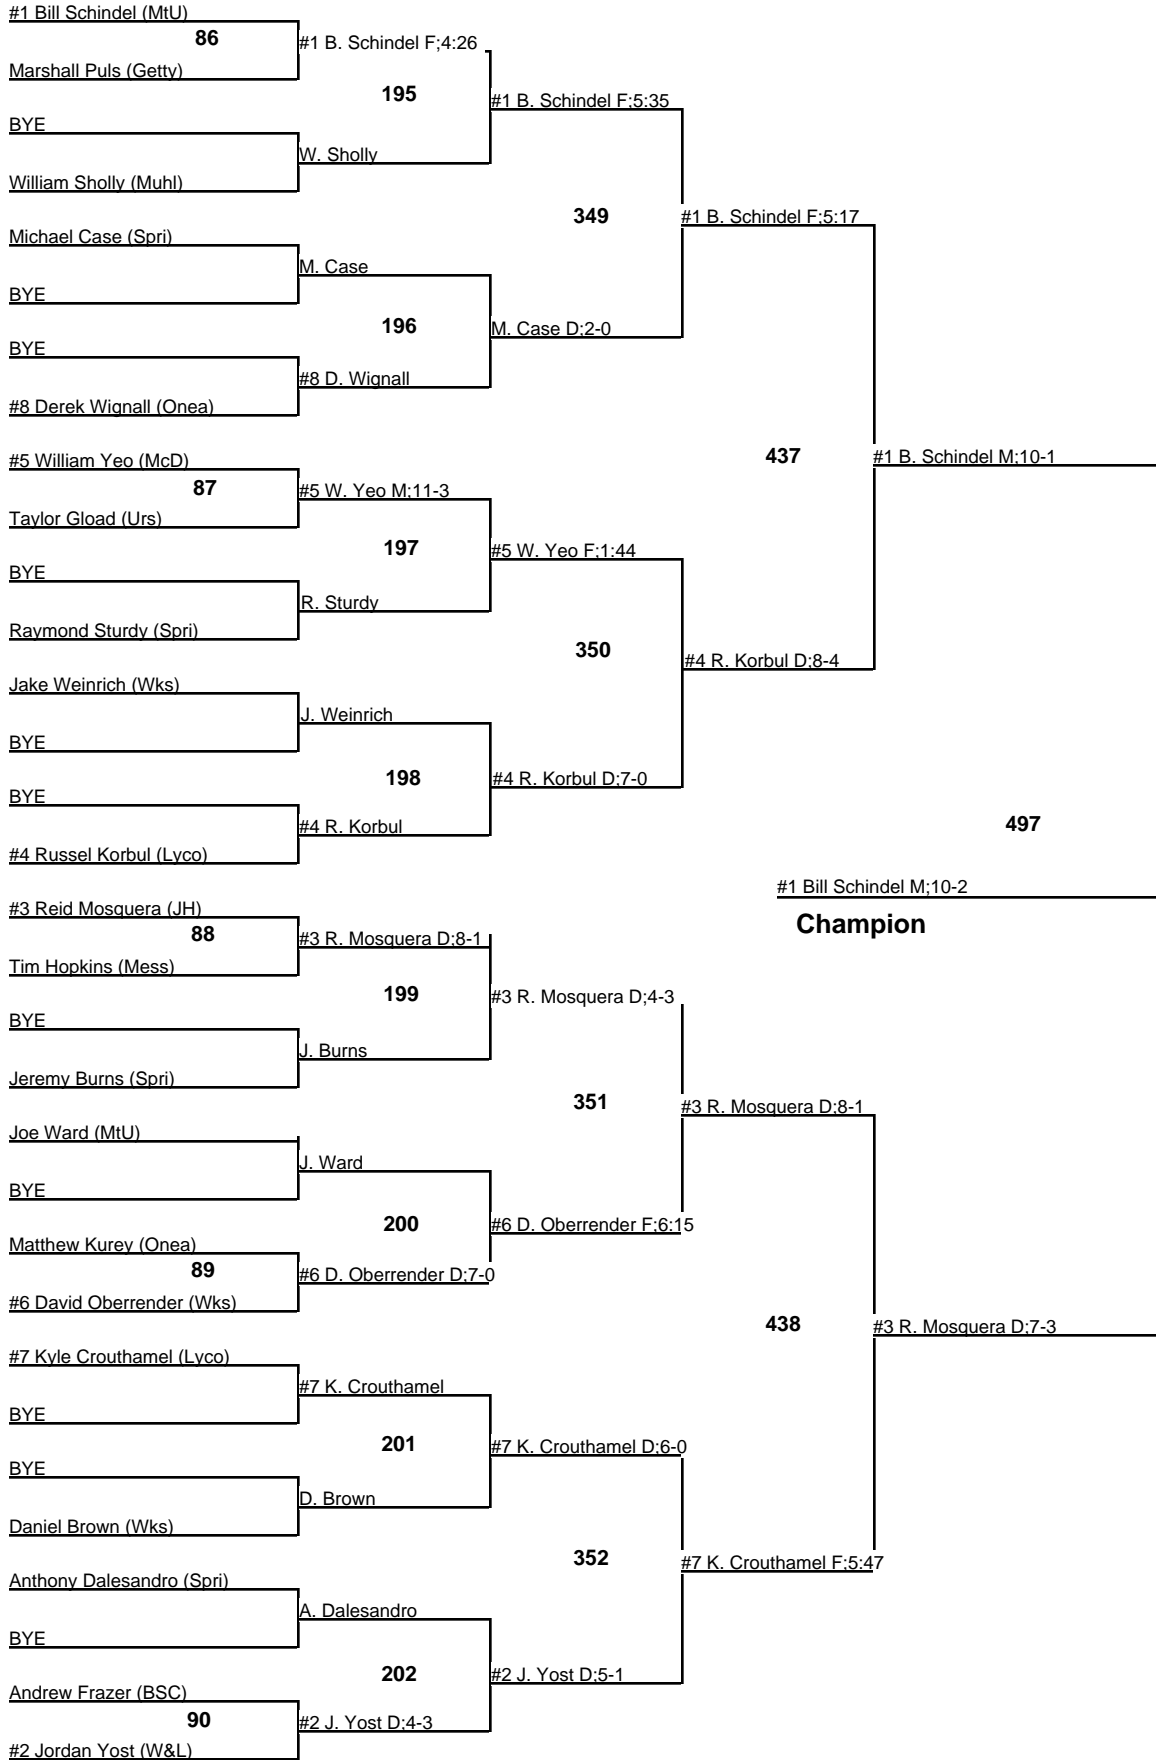 #1 Bill Schindel (MtU)
86
#1 B. Schindel F;4:26
Marshall Puls (Getty)
195
#1 B. Schindel F;5:35
BYE
W. Sholly
William Sholly (Muhl)
349
#1 B. Schindel F;5:17
Michael Case (Spri)
M. Case
BYE
196
M. Case D;2-0
BYE
#8 D. Wignall
#8 Derek Wignall (Onea)
437
#1 B. Schindel M;10-1
#5 William Yeo (McD)
87
#5 W. Yeo M;11-3
Taylor Gload (Urs)
197
#5 W. Yeo F;1:44
BYE
R. Sturdy
Raymond Sturdy (Spri)
350
#4 R. Korbul D;8-4
Jake Weinrich (Wks)
J. Weinrich
BYE
198
#4 R. Korbul D;7-0
BYE
#4 R. Korbul
497
#4 Russel Korbul (Lyco)
#1 Bill Schindel M;10-2
Champion
#3 Reid Mosquera (JH)
88
#3 R. Mosquera D;8-1
Tim Hopkins (Mess)
199
#3 R. Mosquera D;4-3
BYE
J. Burns
Jeremy Burns (Spri)
351
#3 R. Mosquera D;8-1
Joe Ward (MtU)
J. Ward
BYE
200
#6 D. Oberrender F;6:15
Matthew Kurey (Onea)
89
#6 D. Oberrender D;7-0
#6 David Oberrender (Wks)
438
#3 R. Mosquera D;7-3
#7 Kyle Crouthamel (Lyco)
#7 K. Crouthamel
BYE
201
#7 K. Crouthamel D;6-0
BYE
D. Brown
Daniel Brown (Wks)
352
#7 K. Crouthamel F;5:47
Anthony Dalesandro (Spri)
A. Dalesandro
BYE
202
#2 J. Yost D;5-1
Andrew Frazer (BSC)
90
#2 J. Yost D;4-3
#2 Jordan Yost (W&L)